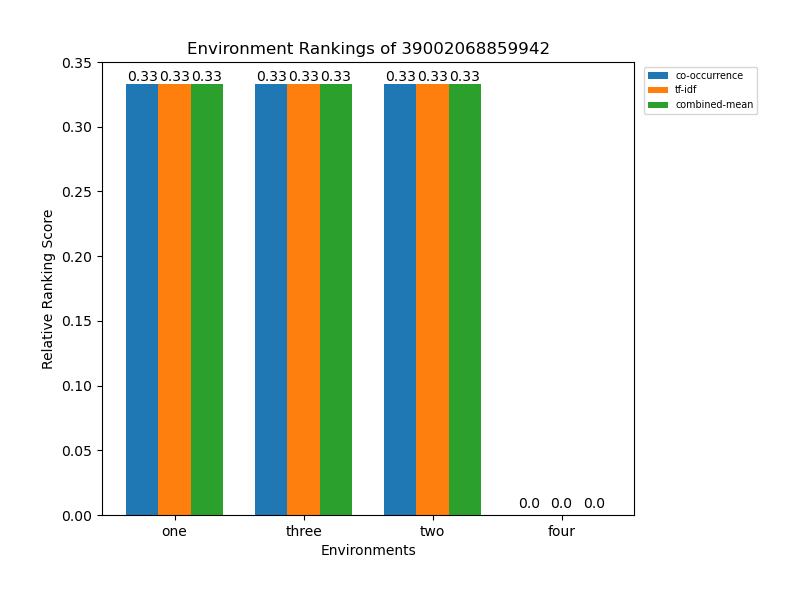 Environment Rankings of 39002068859942
co-occurrence
tf-idf
combined-mean
0.35
0.30
0.25
0.20
0.15
0.10
0.05
0.00
Relative Ranking Score
0.33 0.33 0.33 0.33 0.33 0.33 0.33 0.33 0.33
0.0 0.0 0.0
one three two four
Environments